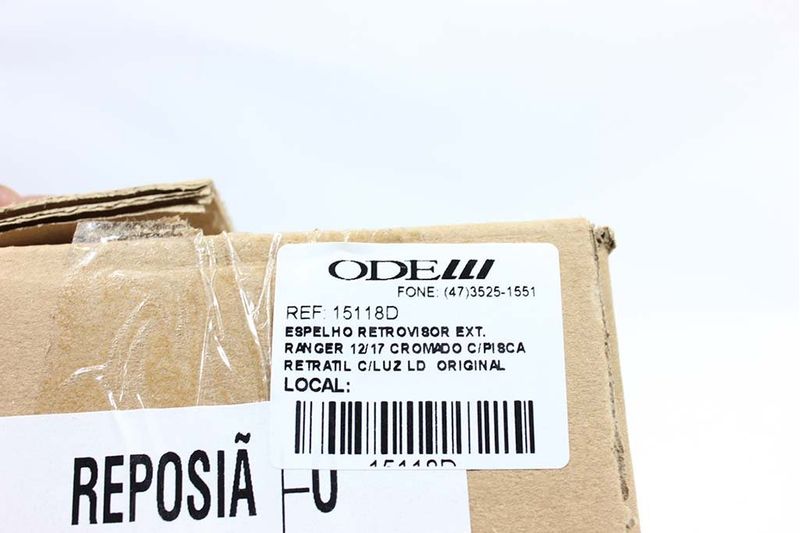 ODE
FONE: (47)3525-1551
REF: 15118D
ESPELHO RETROVISOR EXT.
RANGER 12/17 CROMADO C/PISCA
RETRATIL C/LUZ LD ORIGINAL
LOCAL:
15118D
REPOSIÃ